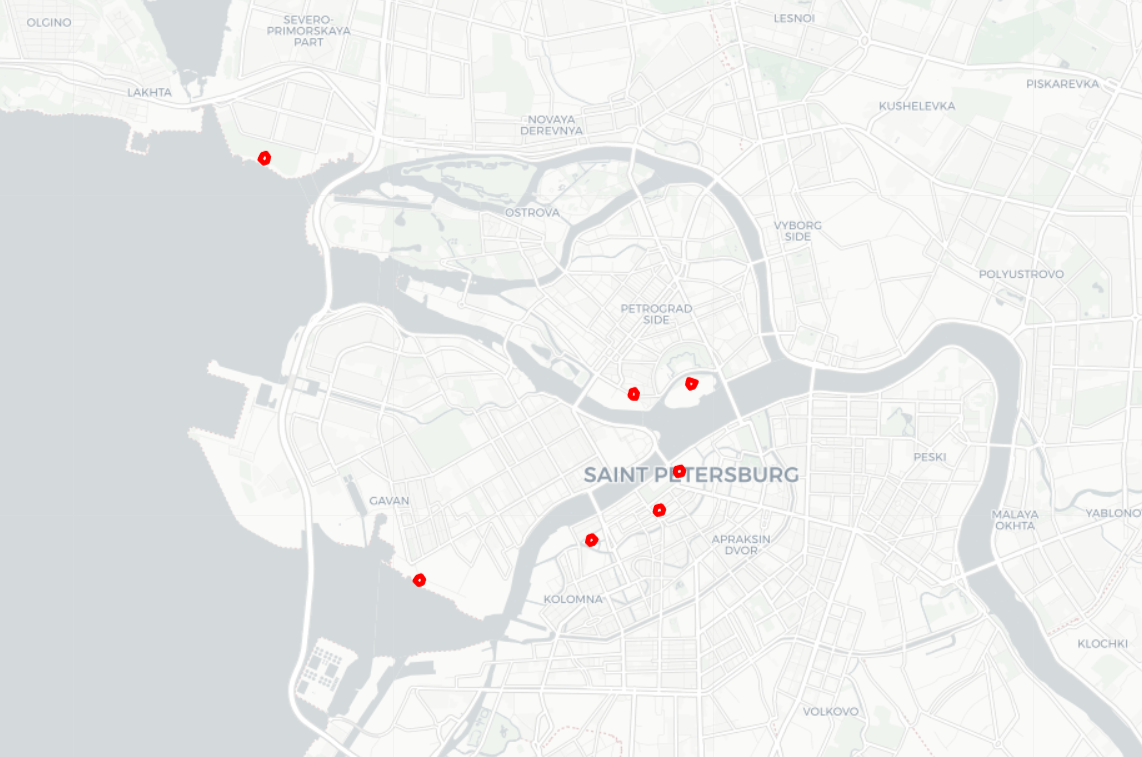 OLGINO
SEVERO-
PRIMORSKAYA
PART
LESNOI
LAKHTA
PISKAREVKA
KUSHELEVKA
NOVAYA
DEREVNYA
OSTROVA
VYBORG
SIDE
POLYUSTROVO
PETROGRAD
SIDE
SAINT PETERSBURG
PESKI
GAVAN
MALAYA
OKHTA
YABLONO
APRAKSIN
DVOR
KOLOMNA
KLOCHKI
VOLKOVO